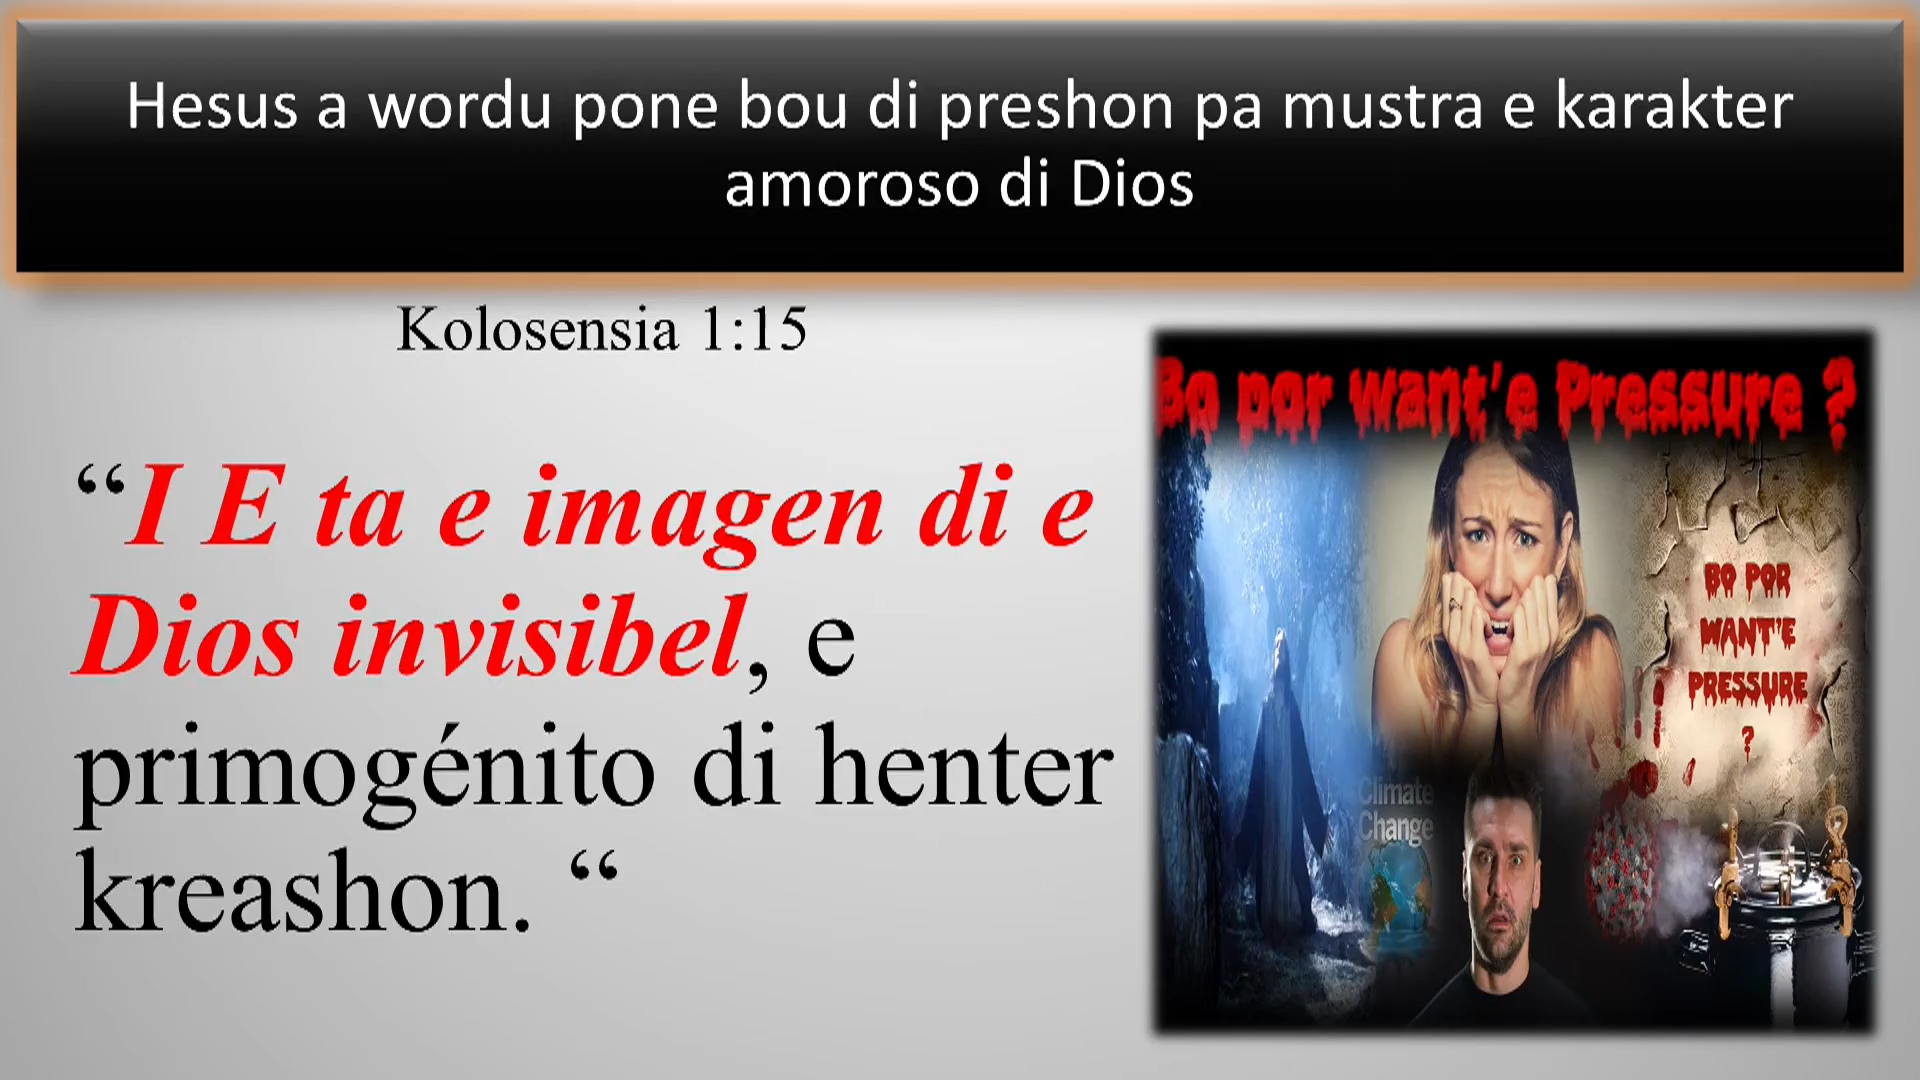 Hesus a wordu pone bou di preshon pa mustra e karakter
amoroso di Dios
Kolosensia 1:15
“I E ta e imagen di e
Dios invisibel, e
primogénito di henter
kreashon. “
Bo por want'e Pressure ?
BO POR
WANT'E
PRESSURE
?
Climate
Change